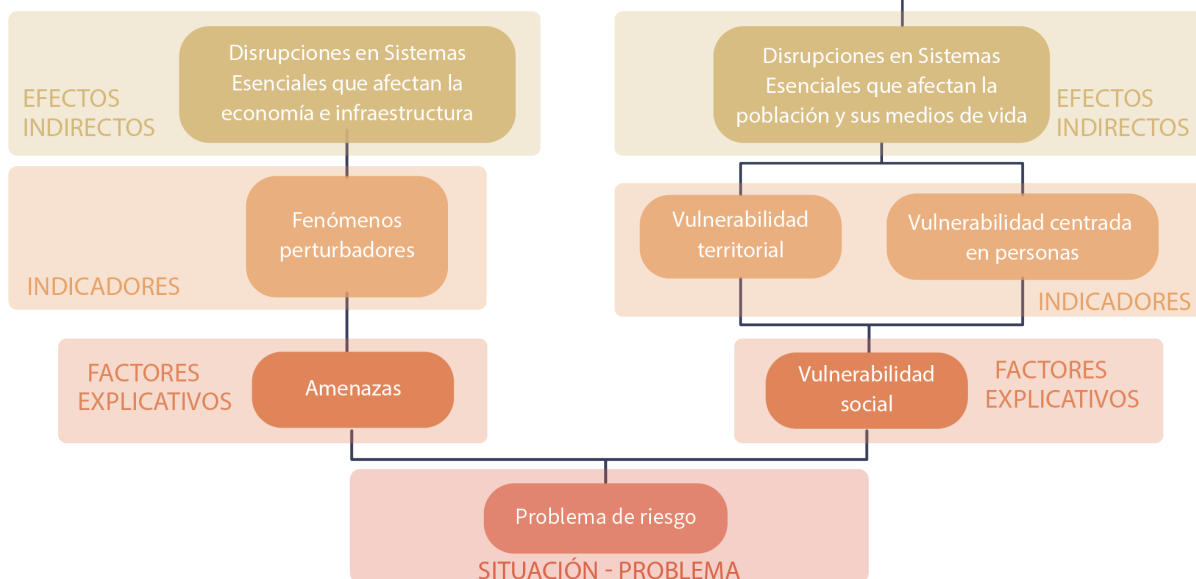 EFECTOS
INDIRECTOS
Disrupciones en Sistemas
Esenciales que afectan la
economía e infraestructura
Disrupciones en Sistemas
Esenciales que afectan la
población y sus medios de vida
EFECTOS
INDIRECTOS
INDICADORES
Fenómenos
perturbadores
Vulnerabilidad
territorial
Vulnerabilidad centrada
en personas
INDICADORES
FACTORES
EXPLICATIVOS
Amenazas
Vulnerabilidad
social
FACTORES
EXPLICATIVOS
Problema de riesgo
SITUACIÓN - PROBLEMA